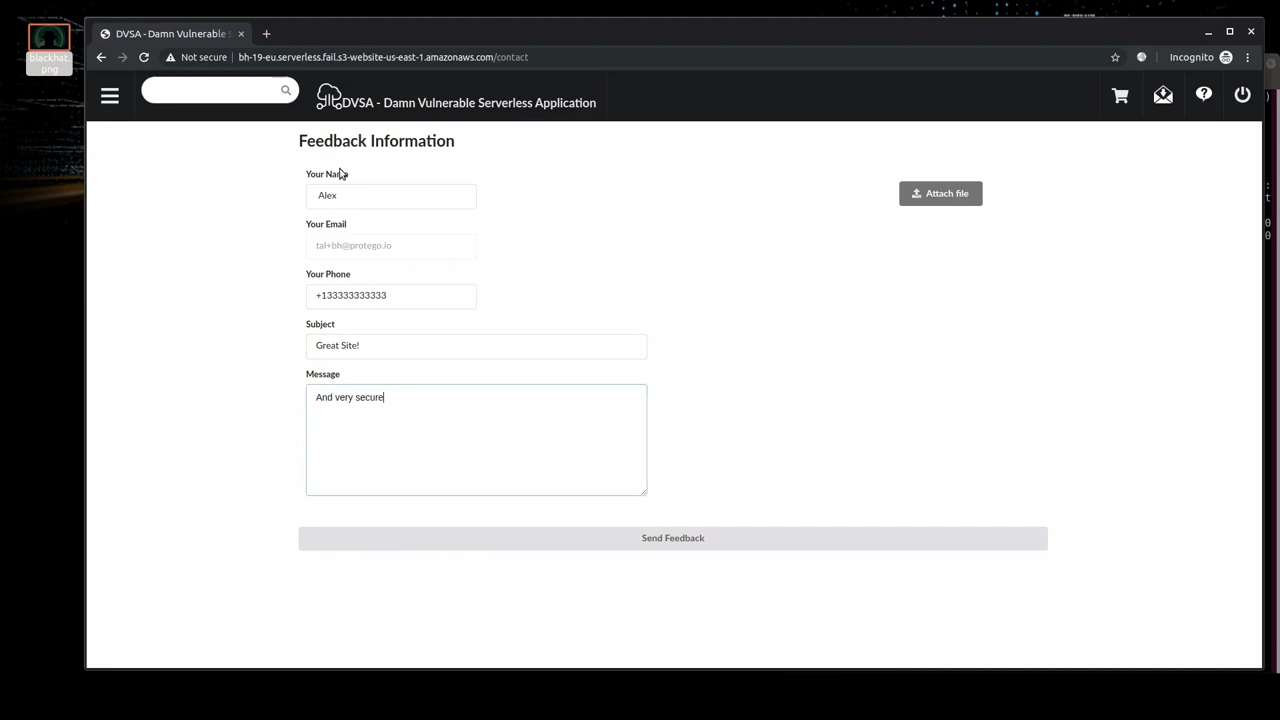 blackhat.
png
DVSA - Damn Vulnerable S
Not secure
bh-19-eu.serverless.fail.s3-website-us-east-1.amazonaws.com/contact
Incognito
DVSA - Damn Vulnerable Serverless Application
Feedback Information
Your Name
Alex
Attach file
Your Email
tal+bh@protego.io
Your Phone
+133333333333
Subject
Great Site!
Message
And very secure
Send Feedback